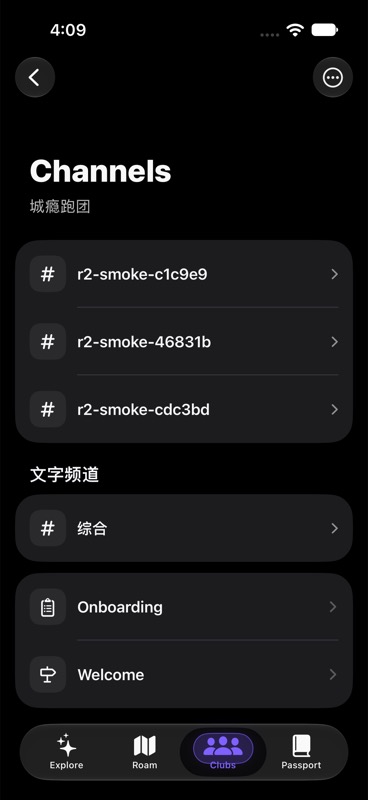 4:09
Channels
城瘾跑团
# r2-smoke-c1c9e9
# r2-smoke-46831b
# r2-smoke-cdc3bd
文字频道
# 综合
Onboarding
Welcome
Explore Roam Clubs Passport